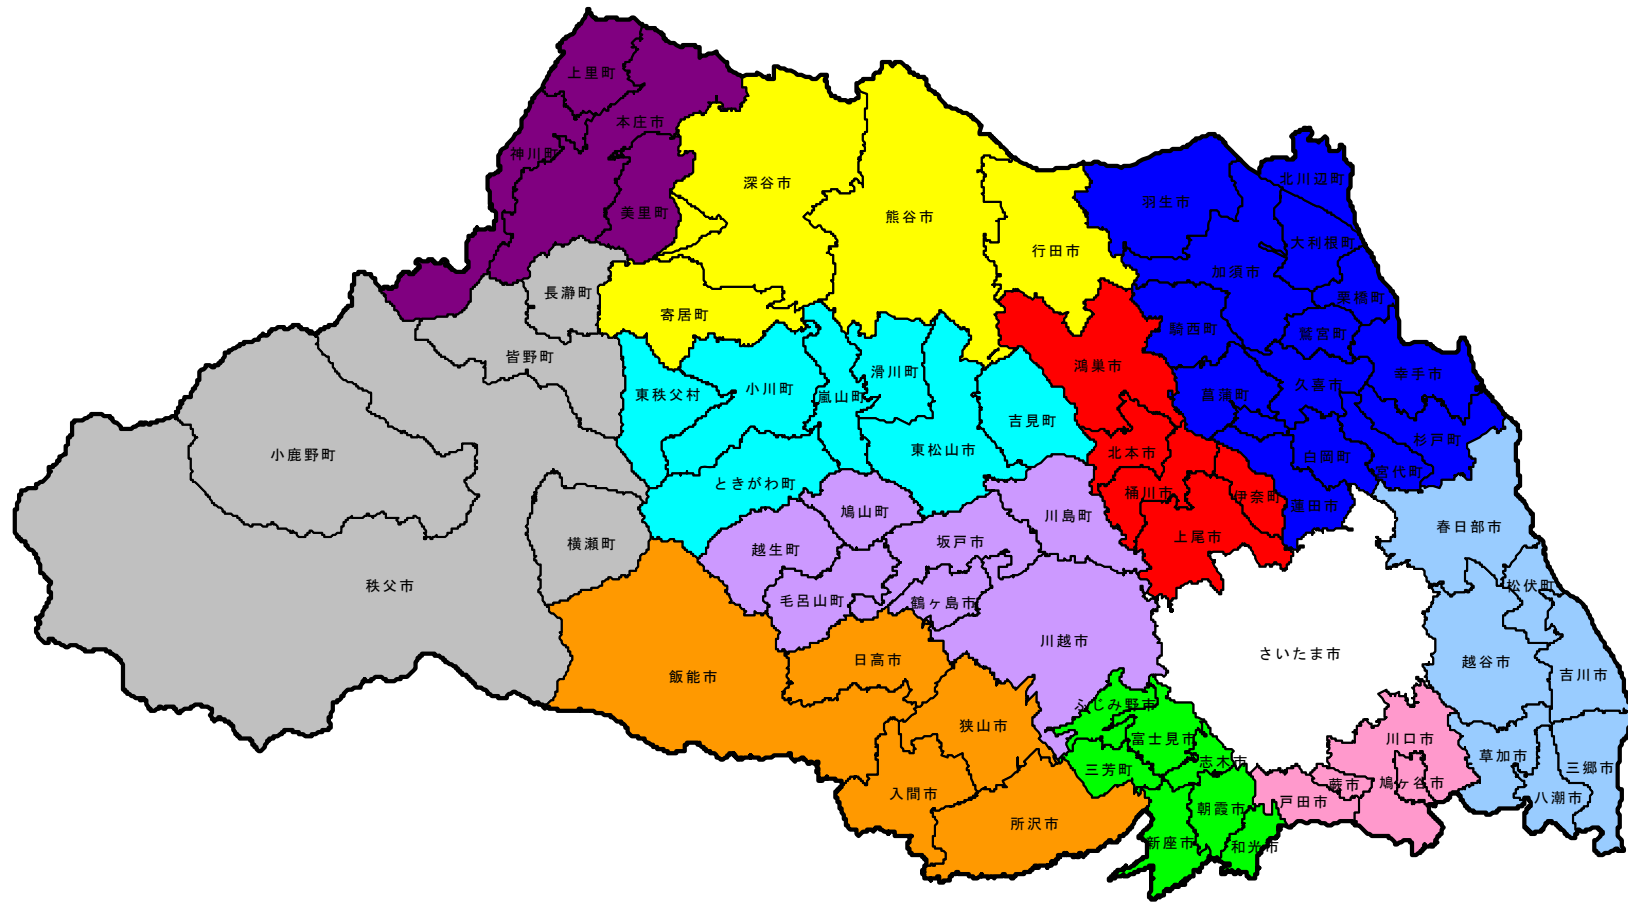 上里町
本庄市
神川町
美里町
深谷市
熊谷市
行田市
羽生市
北川辺町
大利根町
加須市
栗橋町
騎西町
鷲宮町
長瀞町
寄居町
皆野町
鴻巣市
幸手市
久喜市
菖蒲町
東秩父村
小川町
嵐山町
滑川町
吉見町
東松山市
小鹿野町
北本市
杉戸町
白岡町
宮代町
ときがわ町
桶川市
伊奈町
蓮田市
鳩山町
川島町
春日部市
上尾市
横瀬町
越生町
坂戸市
秩父市
松伏町
毛呂山町
鶴ヶ島市
川越市
さいたま市
日高市
越谷市
飯能市
吉川市
ふじみ野市
狭山市
富士見市
川口市
草加市
三芳町
志木市
三郷市
入間市
蕨市
鳩ヶ谷市
戸田市
八潮市
朝霞市
所沢市
新座市
和光市